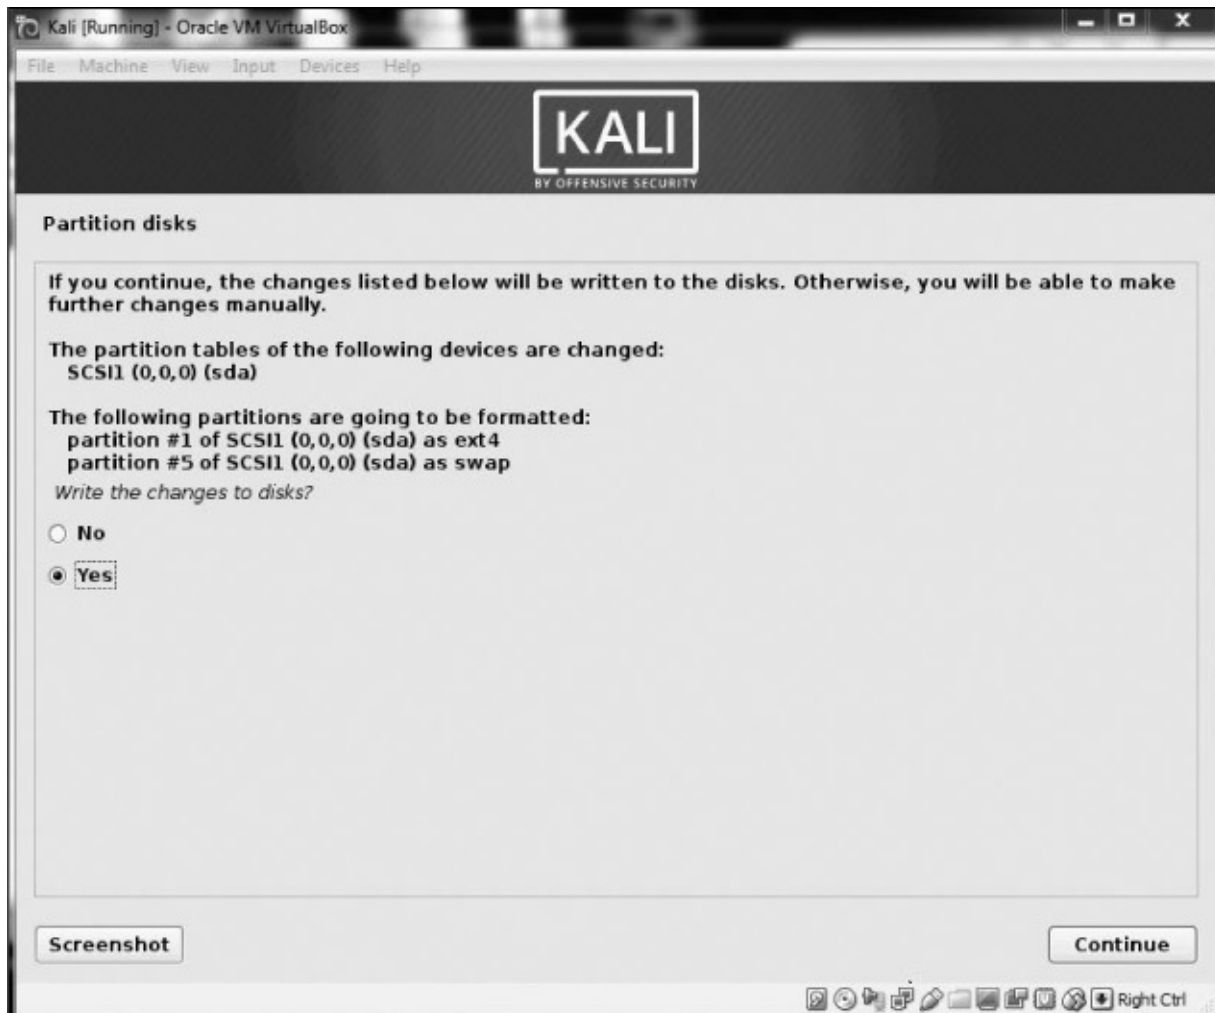 Kali [Running] - Oracle VM VirtualBox
File Machine View Input Devices Help
KALI
BY OFFENSIVE SECURITY
Partition disks
If you continue, the changes listed below will be written to the disks. Otherwise, you will be able to make
further changes manually.
The partition tables of the following devices are changed:
SCSI1 (0,0,0) (sda)
The following partitions are going to be formatted:
partition #1 of SCSI1 (0,0,0) (sda) as ext4
partition #5 of SCSI1 (0,0,0) (sda) as swap
Write the changes to disks?
No
Yes
Screenshot
Continue
Right Ctrl